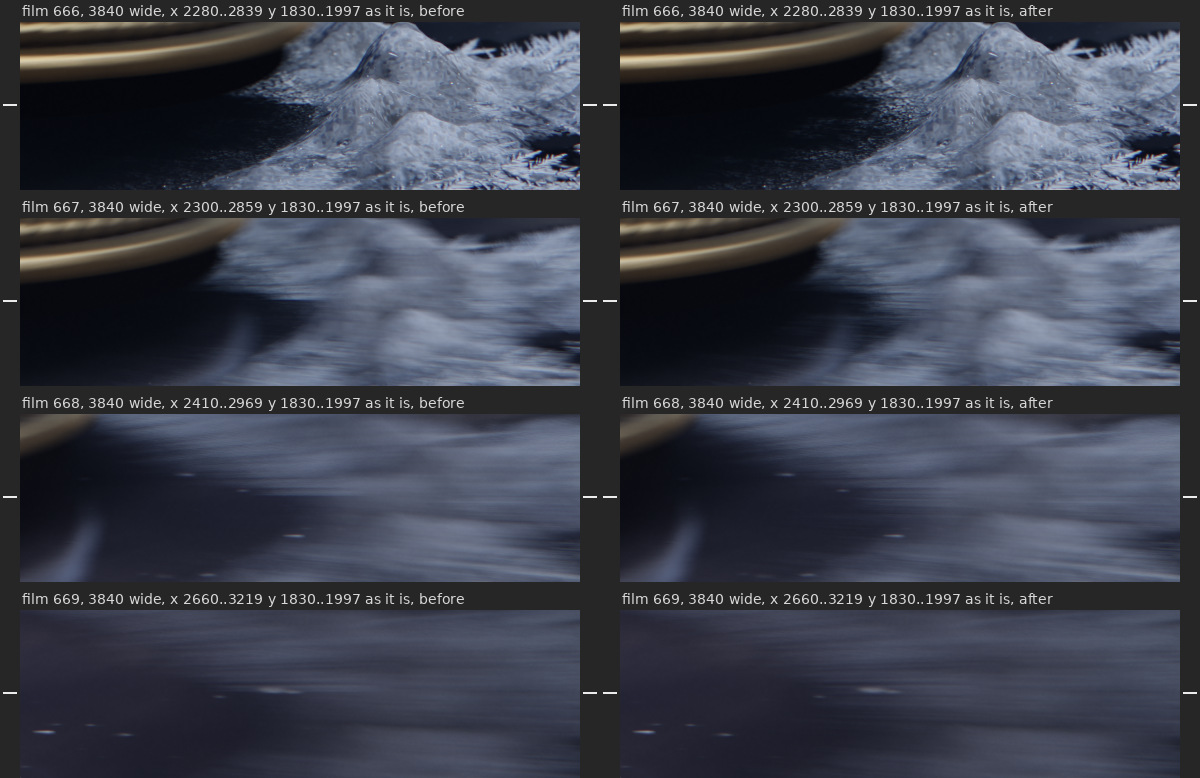 film 666, 3840 wide, x 2280..2839 y 1830..1997 as it is, before
film 666, 3840 wide, x 2280..2839 y 1830..1997 as it is, after
film 667, 3840 wide, x 2300..2859 y 1830..1997 as it is, before
film 667, 3840 wide, x 2300..2859 y 1830..1997 as it is, after
film 668, 3840 wide, x 2410..2969 y 1830..1997 as it is, before
film 668, 3840 wide, x 2410..2969 y 1830..1997 as it is, after
film 669, 3840 wide, x 2660..3219 y 1830..1997 as it is, before
film 669, 3840 wide, x 2660..3219 y 1830..1997 as it is, after